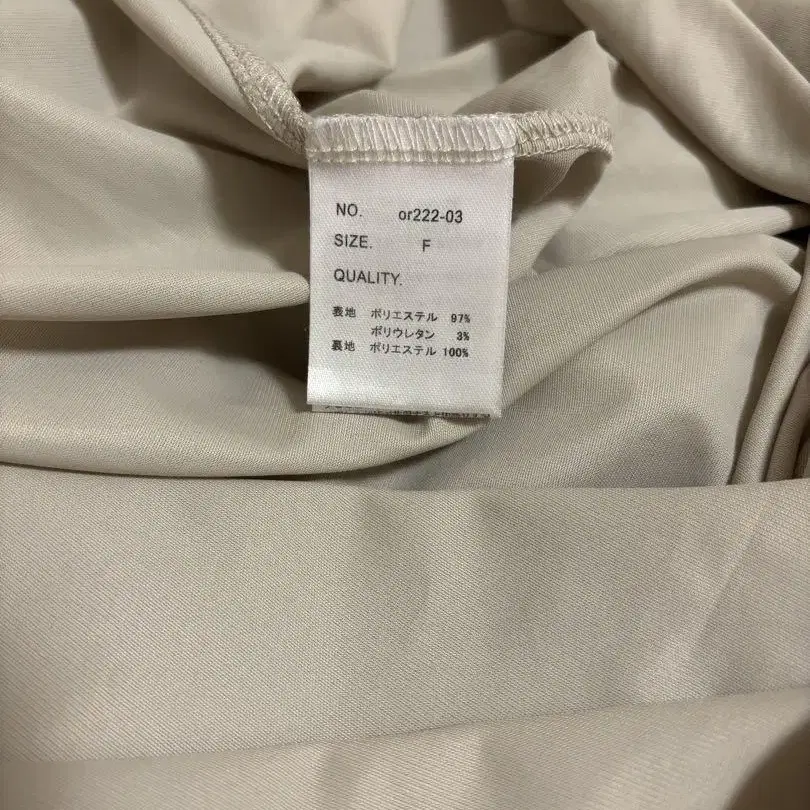 NO. or222-03
SIZE. F
QUALITY.
表地 ポリエステル 97%
ポリウレタン 3%
裏地 ポリエステル 100%